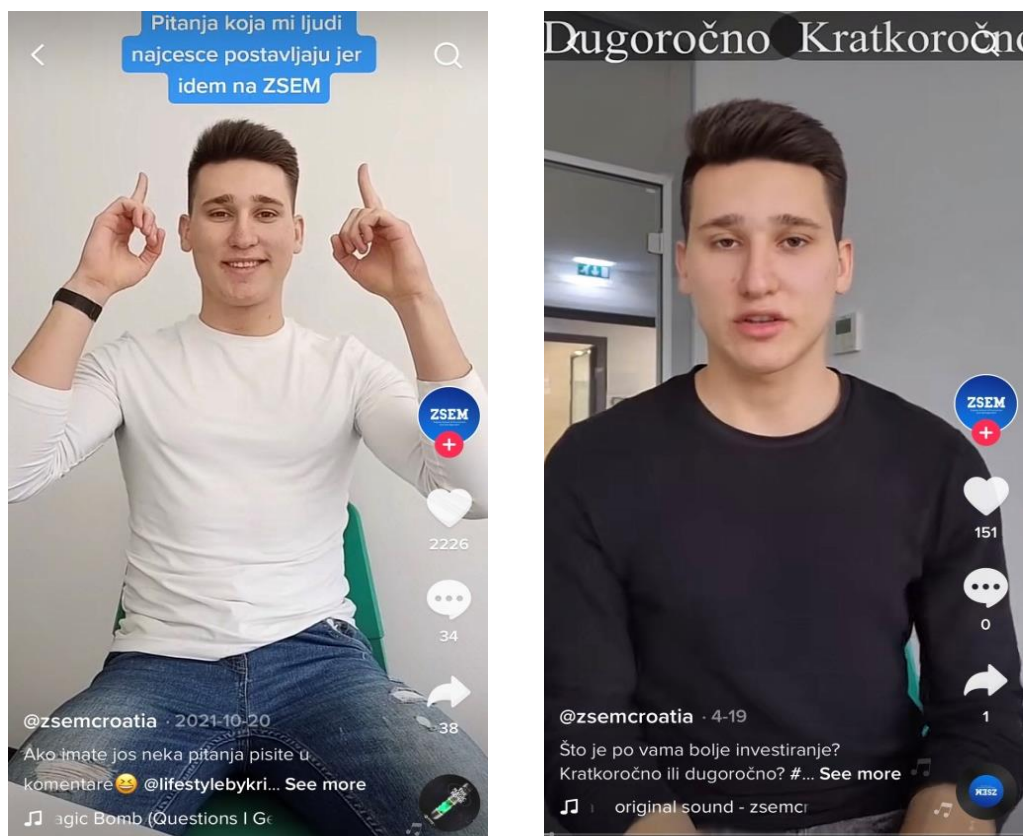 Pitanja koja mi ljudi
najcesce postavljaju jer
idem na ZSEM
ZSEM
2226
34
38
@zsemcroatia · 2021-10-20
Ako imate jos neka pitanja pisite u
komentare😆 @lifestylebykri... See more
agic Bomb (Questions I Ge
Dugoročno Kratkoročno
ZSEM
151
0
1
@zsemcroatia · 4-19
Što je po vama bolje investiranje?
Kratkoročno ili dugoročno? #... See more
original sound - zsemcr